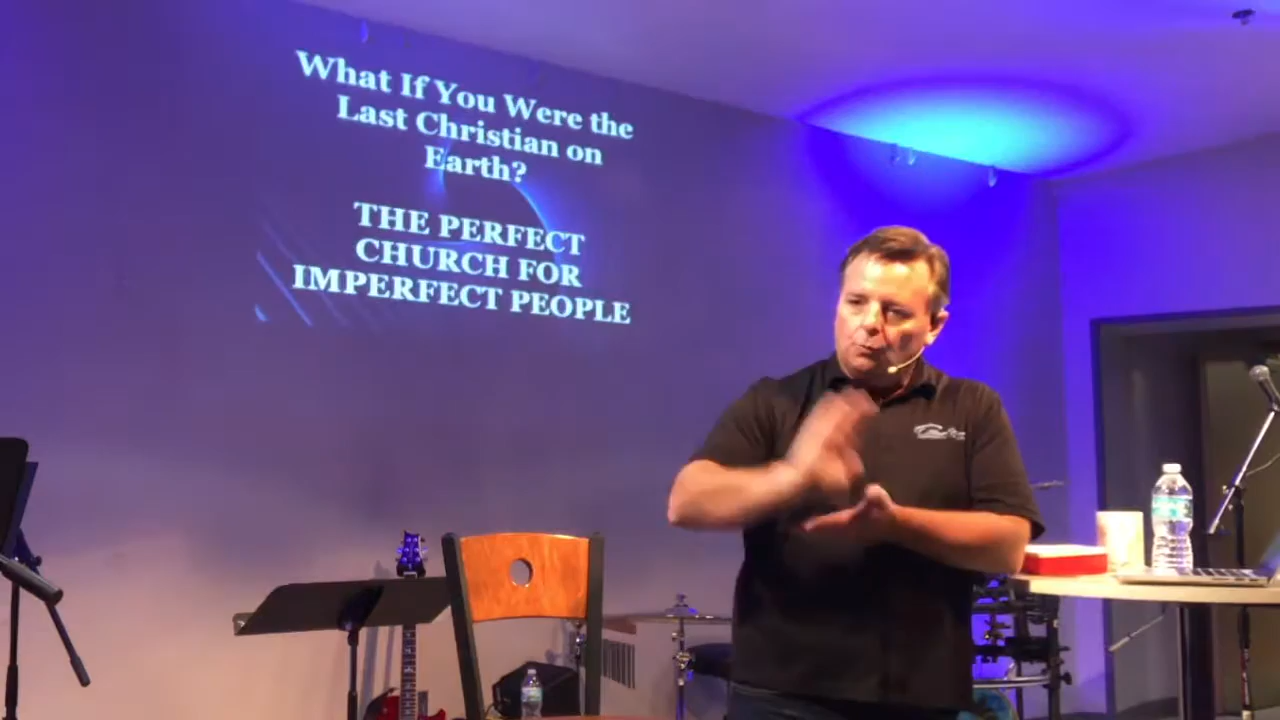 What If You Were the
Last Christian on
Earth?
THE PERFECT
CHURCH FOR
IMPERFECT PEOPLE